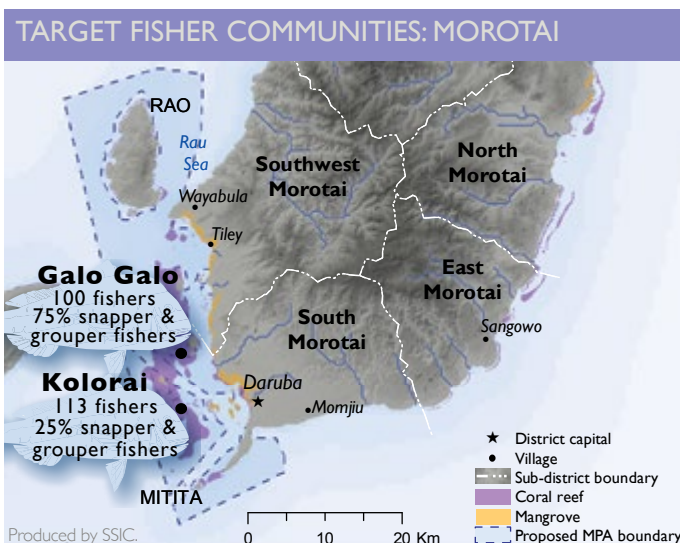 TARGET FISHER COMMUNITIES: MOROTAI
RAO
Rau
Sea
Wayabula
Tiley
Southwest
Morotai
North
Morotai
Galo Galo
100 fishers
75% snapper &
grouper fishers
East
Morotai
Sangowo
South
Morotai
Kolorai
113 fishers
25% snapper &
grouper fishers
Daruba
Momjiu
MITITA
District capital
Village
Sub-district boundary
Coral reef
Mangrove
Proposed MPA boundary
0 10 20 Km
Produced by SSIC.